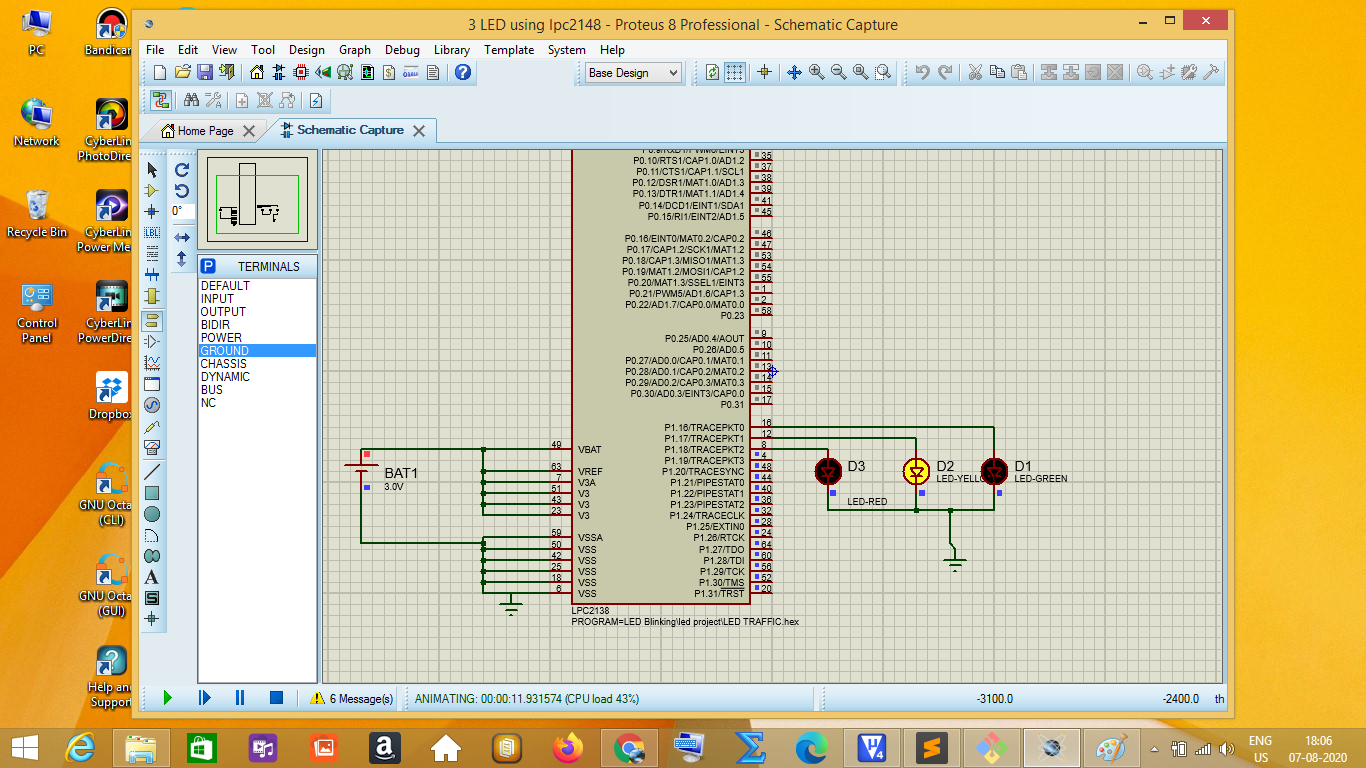 3 LED using lpc2148 - Proteus 8 Professional - Schematic Capture
File Edit View Tool Design Graph Debug Library Template System Help
Base Design
Home Page
Schematic Capture
PC
Bandicam
Network
CyberLin
PhotoDire
Recycle Bin
CyberLin
Power Me
Control
Panel
CyberLin
PowerDire
Dropbox
GNU Octa
(CLI)
GNU Octa
(GUI)
Help and
Support
LBL
A
S
0°
P TERMINALS
DEFAULT
INPUT
OUTPUT
BIDIR
POWER
GROUND
CHASSIS
DYNAMIC
BUS
NC
P0.9/RXD1/PWM6/EINT3 35
P0.10/RTS1/CAP1.0/AD1.2 37
P0.11/CTS1/CAP1.1/SCL1 38
P0.12/DSR1/MAT1.0/AD1.3 39
P0.13/DTR1/MAT1.1/AD1.4 41
P0.14/DCD1/EINT1/SDA1 45
P0.15/RI1/EINT2/AD1.5
P0.16/EINT0/MAT0.2/CAP0.2 46
P0.17/CAP1.2/SCK1/MAT1.2 47
P0.18/CAP1.3/MISO1/MAT1.3 53
P0.19/MAT1.2/MOSI1/CAP1.2 54
P0.20/MAT1.3/SSEL1/EINT3 55
P0.21/PWM5/AD1.6/CAP1.3 1
P0.22/AD1.7/CAP0.0/MAT0.0 2
P0.23 58
P0.25/AD0.4/AOUT 9
P0.26/AD0.5 10
P0.27/AD0.0/CAP0.1/MAT0.1 11
P0.28/AD0.1/CAP0.2/MAT0.2 13
P0.29/AD0.2/CAP0.3/MAT0.3 14
P0.30/AD0.3/EINT3/CAP0.0 15
P0.31 17
P1.16/TRACEPKT0 16
P1.17/TRACEPKT1 12
P1.18/TRACEPKT2 8
P1.19/TRACEPKT3 4
P1.20/TRACESYNC 48
P1.21/PIPESTAT0 44
P1.22/PIPESTAT1 40
P1.23/PIPESTAT2 36
P1.24/TRACECLK 32
P1.25/EXTIN0 28
P1.26/RTCK 24
P1.27/TDO 64
P1.28/TDI 60
P1.29/TCK 56
P1.30/TMS 52
P1.31/TRST 20
49 VBAT
63 VREF
7 V3A
51 V3
43 V3
23 V3
59 VSSA
50 VSS
42 VSS
25 VSS
18 VSS
6 VSS
BAT1
3.0V
D3
LED-RED
D2
LED-YELLO
D1
LED-GREEN
LPC2138
PROGRAM=LED Blinking\led project\LED TRAFFIC.hex
6 Message(s)
ANIMATING: 00:00:11.931574 (CPU load 43%)
-3100.0
-2400.0
th
ENG
US
18:06
07-08-2020